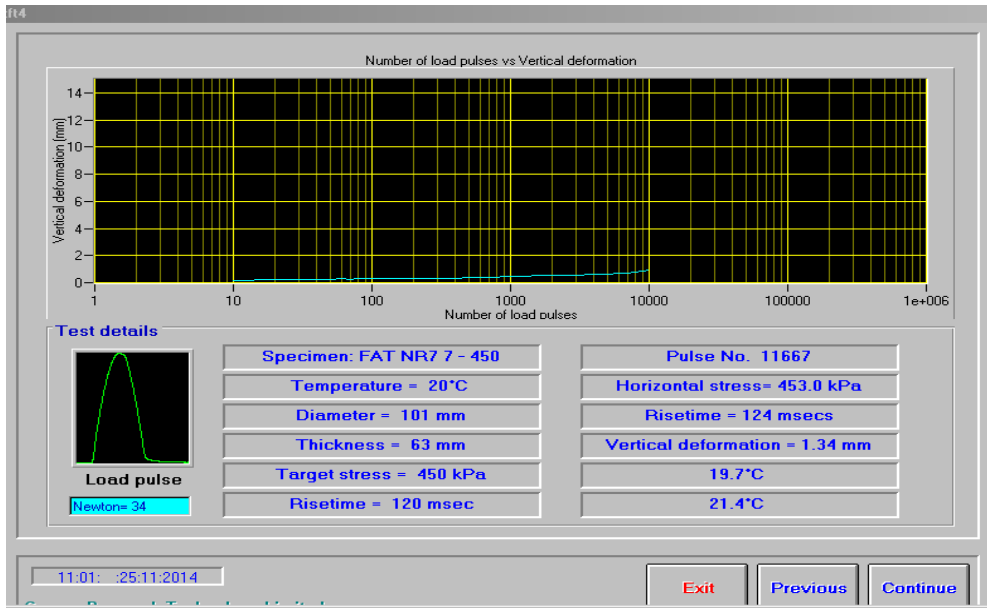 ft4
Number of load pulses vs Vertical deformation
Vertical deformation (mm)
14
12
10
8
6
4
2
0
1 10 100 1000 10000 100000 1e+006
Number of load pulses
Test details
Specimen: FAT NR7 7 - 450
Pulse No. 11667
Temperature = 20°C
Horizontal stress= 453.0 kPa
Diameter = 101 mm
Risetime = 124 msecs
Thickness = 63 mm
Vertical deformation = 1.34 mm
Load pulse
Target stress = 450 kPa
19.7°C
Newton= 34
Risetime = 120 msec
21.4°C
11:01: :25:11:2014
Exit Previous Continue